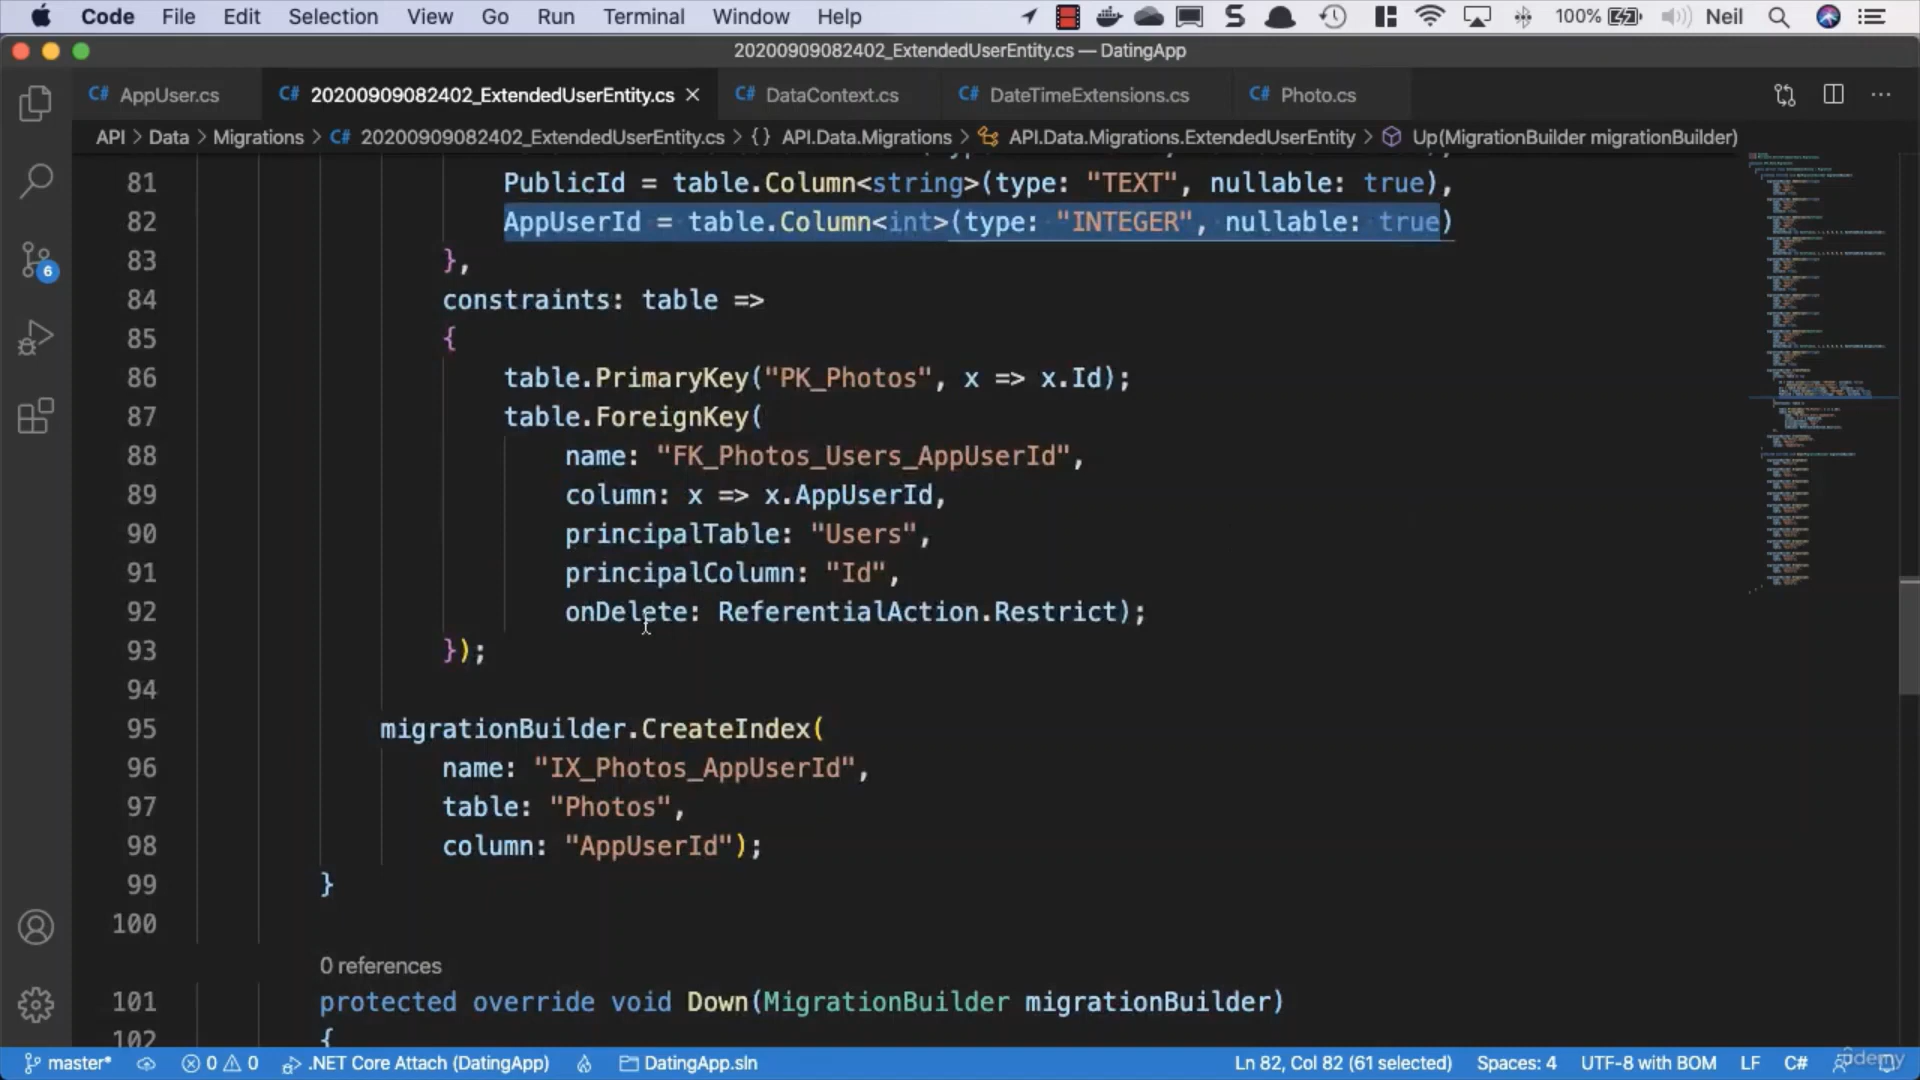 Code File Edit Selection View Go Run Terminal Window Help 100% Neil
20200909082402_ExtendedUserEntity.cs — DatingApp
C# AppUser.cs C# 20200909082402_ExtendedUserEntity.cs C# DataContext.cs C# DateTimeExtensions.cs C# Photo.cs
API > Data > Migrations > C# 20200909082402_ExtendedUserEntity.cs > {} API.Data.Migrations > API.Data.Migrations.ExtendedUserEntity > Up(MigrationBuilder migrationBuilder)
81 PublicId = table.Column<string>(type: "TEXT", nullable: true),
82 AppUserId = table.Column<int>(type: "INTEGER", nullable: true)
83 },
84 constraints: table =>
85 {
86 table.PrimaryKey("PK_Photos", x => x.Id);
87 table.ForeignKey(
88 name: "FK_Photos_Users_AppUserId",
89 column: x => x.AppUserId,
90 principalTable: "Users",
91 principalColumn: "Id",
92 onDelete: ReferentialAction.Restrict);
93 });
94
95 migrationBuilder.CreateIndex(
96 name: "IX_Photos_AppUserId",
97 table: "Photos",
98 column: "AppUserId");
99 }
100
0 references
101 protected override void Down(MigrationBuilder migrationBuilder)
102 {
6
master* 0 0 .NET Core Attach (DatingApp) DatingApp.sln Ln 82, Col 82 (61 selected) Spaces: 4 UTF-8 with BOM LF C# ûdemy